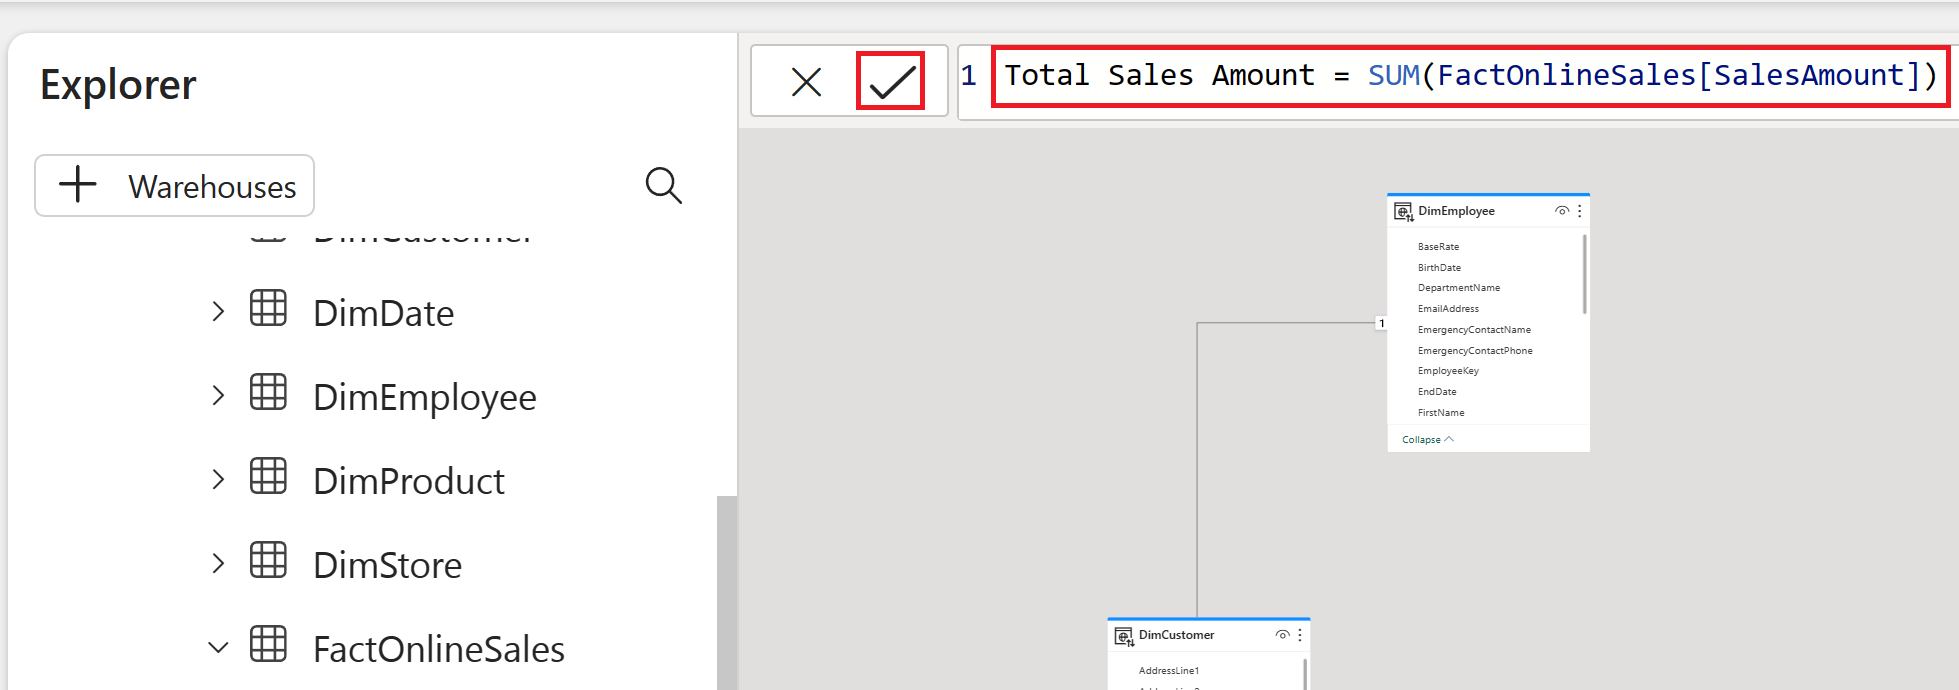 Explorer
Warehouses
DimCustomer
DimDate
DimEmployee
DimProduct
DimStore
FactOnlineSales
1 Total Sales Amount = SUM(FactOnlineSales[SalesAmount])
DimEmployee
BaseRate
BirthDate
DepartmentName
EmailAddress
EmergencyContactName
EmergencyContactPhone
EmployeeKey
EndDate
FirstName
Collapse
1
DimCustomer
AddressLine1